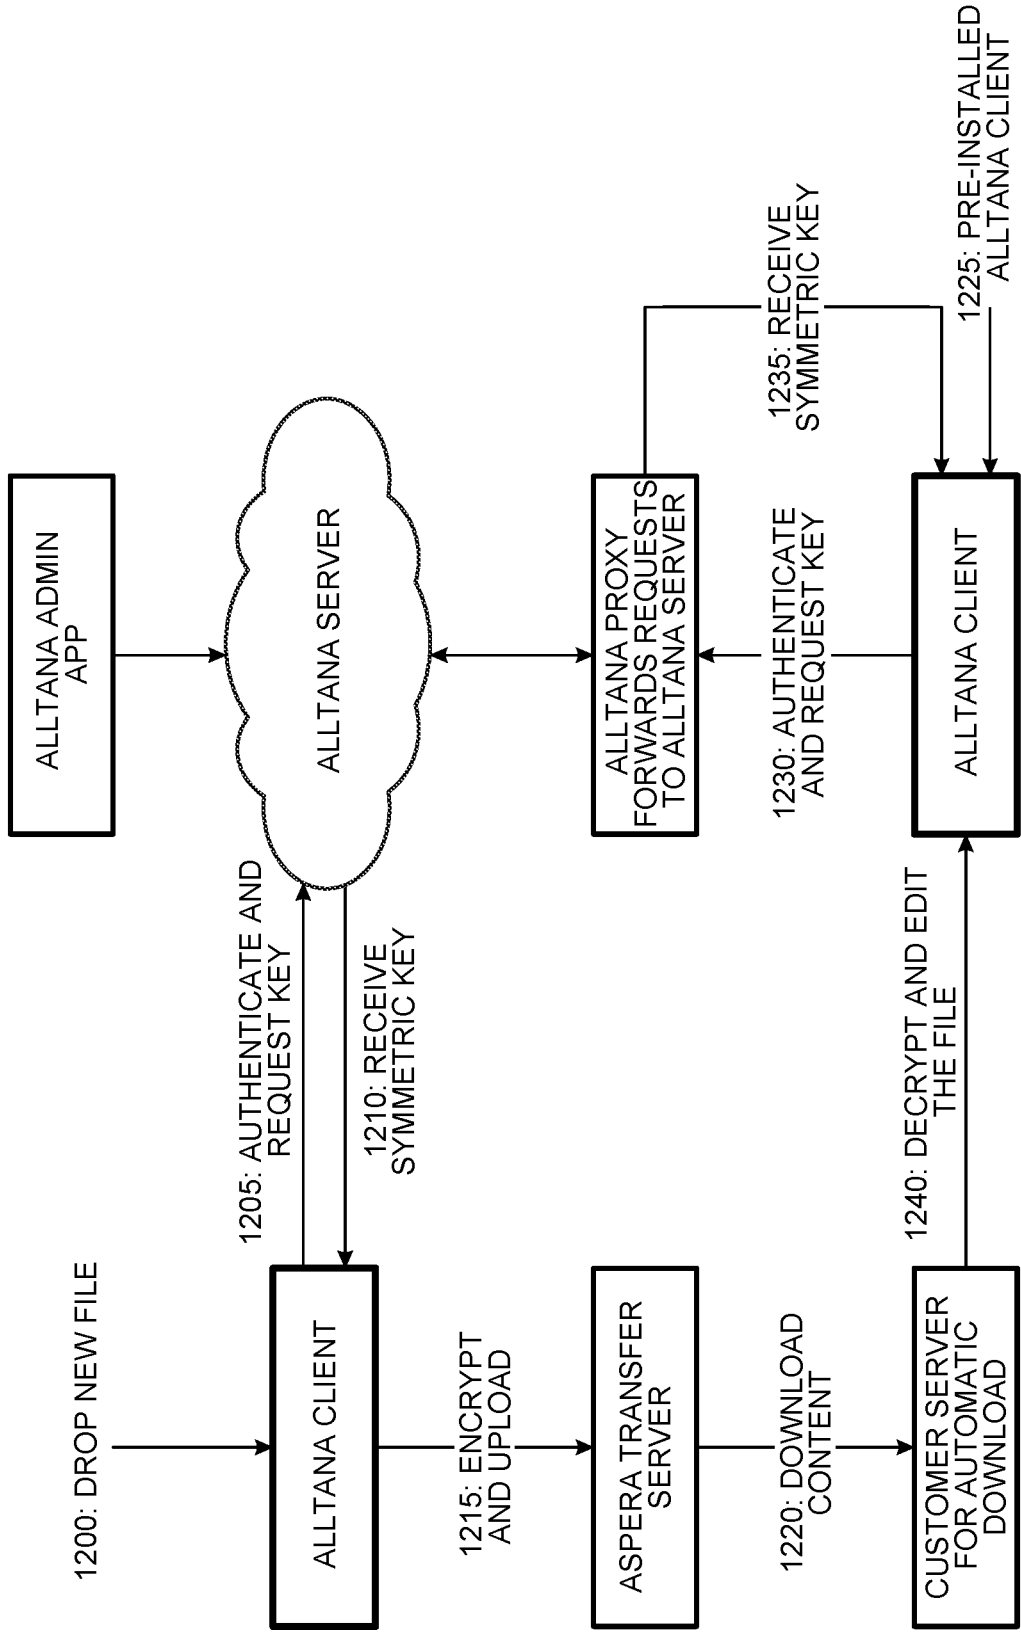 1200: DROP NEW FILE
ALLTANA CLIENT
1205: AUTHENTICATE AND
REQUEST KEY
1210: RECEIVE
SYMMETRIC KEY
ALLTANA SERVER
ALLTANA ADMIN
APP
1215: ENCRYPT
AND UPLOAD
ASPERA TRANSFER
SERVER
1220: DOWNLOAD
CONTENT
CUSTOMER SERVER
FOR AUTOMATIC
DOWNLOAD
1240: DECRYPT AND EDIT
THE FILE
ALLTANA CLIENT
1225: PRE-INSTALLED
ALLTANA CLIENT
1230: AUTHENTICATE
AND REQUEST KEY
ALLTANA PROXY
FORWARDS REQUESTS
TO ALLTANA SERVER
1235: RECEIVE
SYMMETRIC KEY